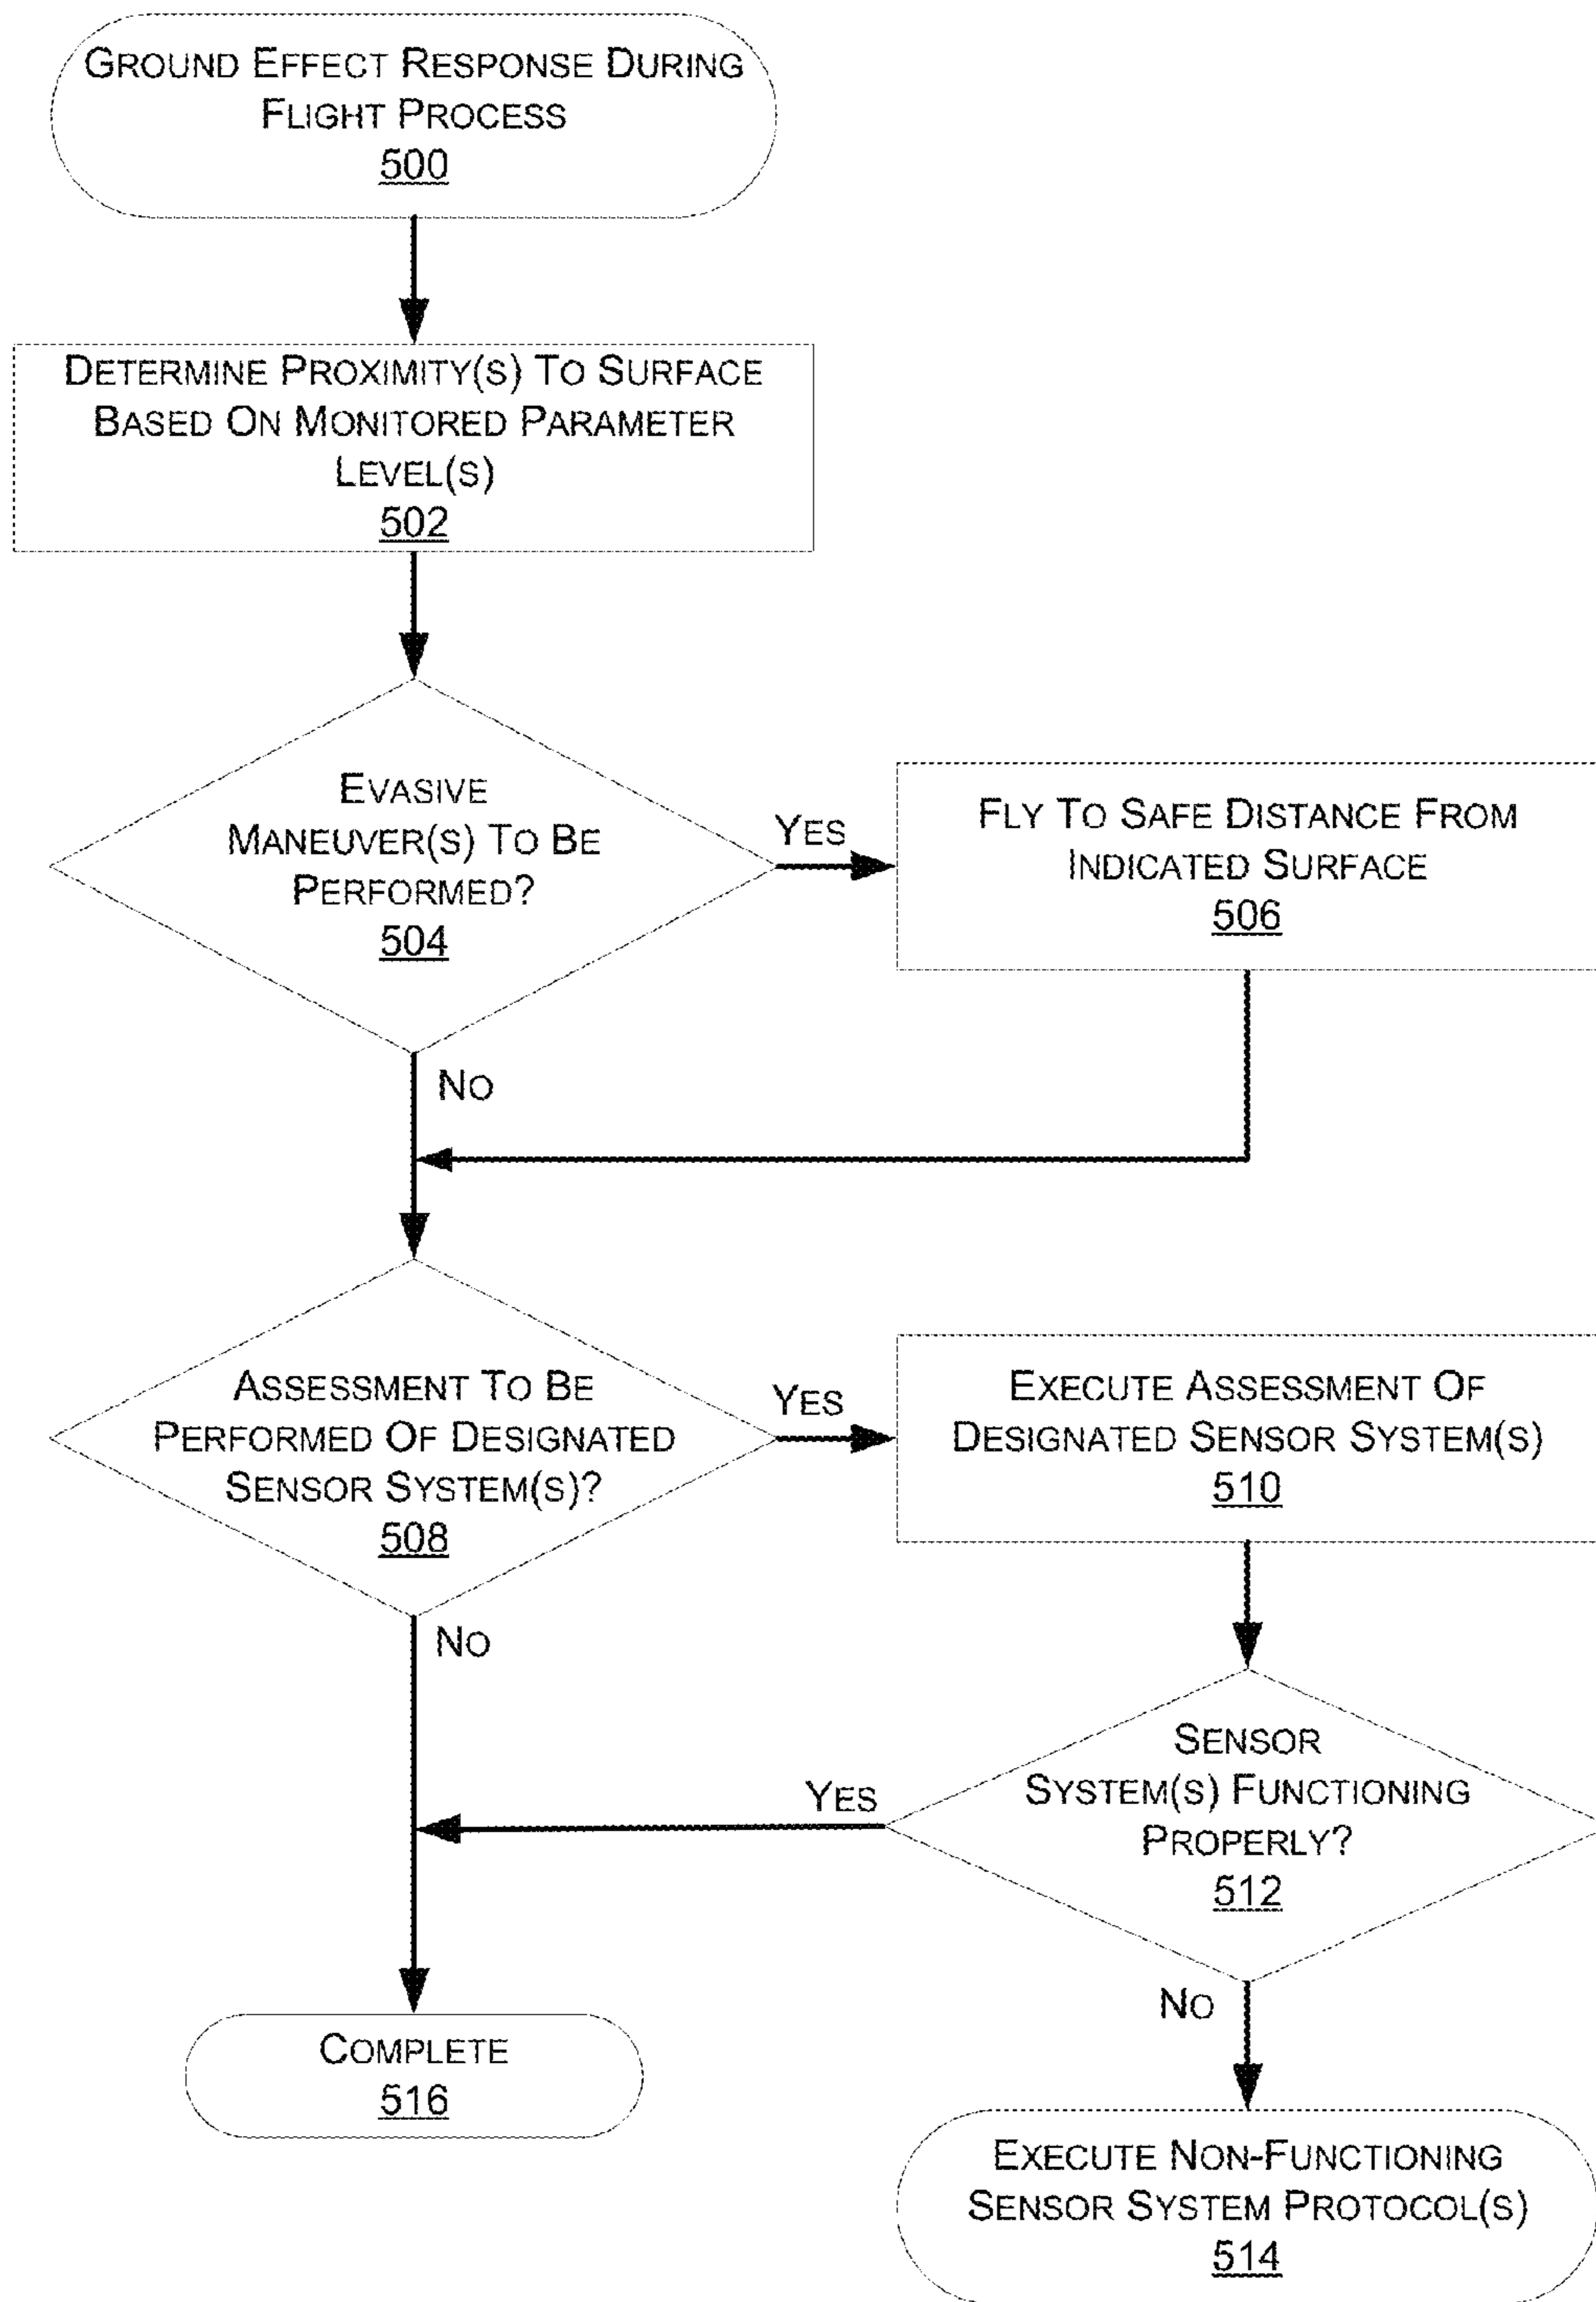 GROUND EFFECT RESPONSE DURING
FLIGHT PROCESS
500
DETERMINE PROXIMITY(S) TO SURFACE
BASED ON MONITORED PARAMETER
LEVEL(S)
502
EVASIVE
MANEUVER(S) TO BE
PERFORMED?
504
YES
FLY TO SAFE DISTANCE FROM
INDICATED SURFACE
506
NO
ASSESSMENT TO BE
PERFORMED OF DESIGNATED
SENSOR SYSTEM(S)?
508
YES
EXECUTE ASSESSMENT OF
DESIGNATED SENSOR SYSTEM(S)
510
NO
SENSOR
SYSTEM(S) FUNCTIONING
PROPERLY?
512
YES
NO
COMPLETE
516
EXECUTE NON-FUNCTIONING
SENSOR SYSTEM PROTOCOL(S)
514